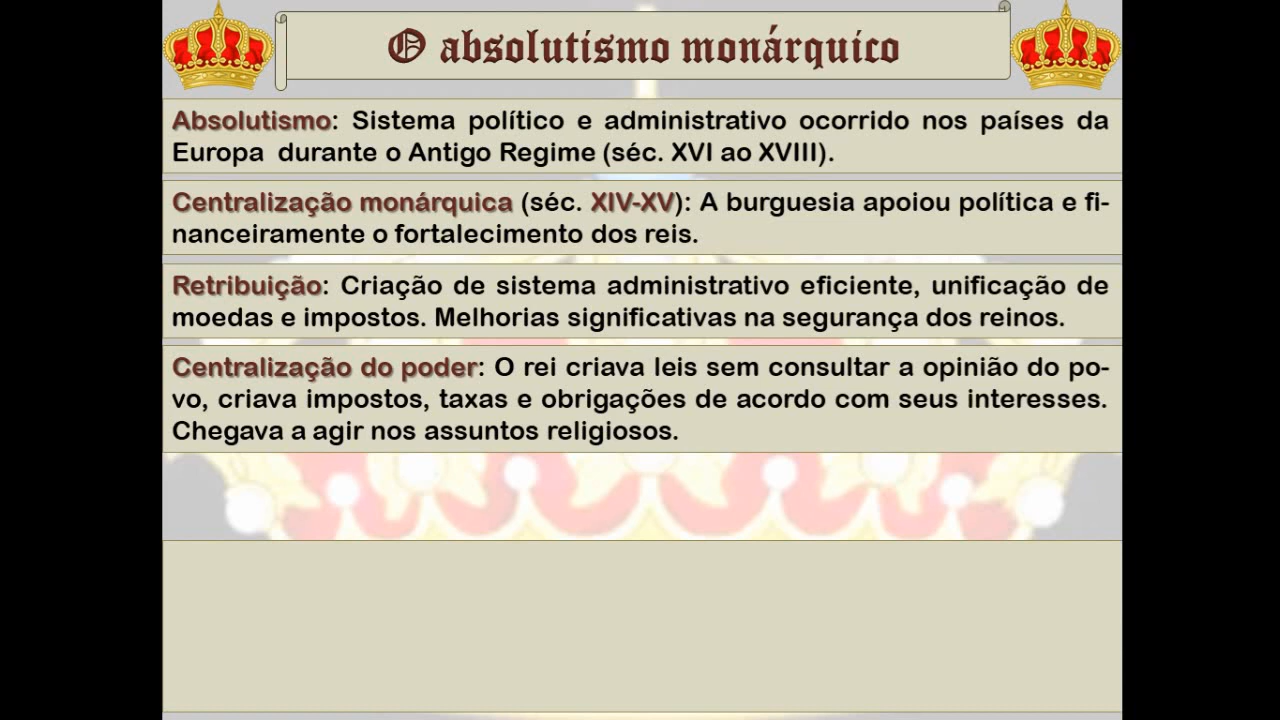 O absolutismo monárquico
Absolutismo: Sistema político e administrativo ocorrido nos países da
Europa durante o Antigo Regime (séc. XVI ao XVIII).
Centralização monárquica (séc. XIV-XV): A burguesia apoiou política e fi-
nanceiramente o fortalecimento dos reis.
Retribuição: Criação de sistema administrativo eficiente, unificação de
moedas e impostos. Melhorias significativas na segurança dos reinos.
Centralização do poder: O rei criava leis sem consultar a opinião do po-
vo, criava impostos, taxas e obrigações de acordo com seus interesses.
Chegava a agir nos assuntos religiosos.